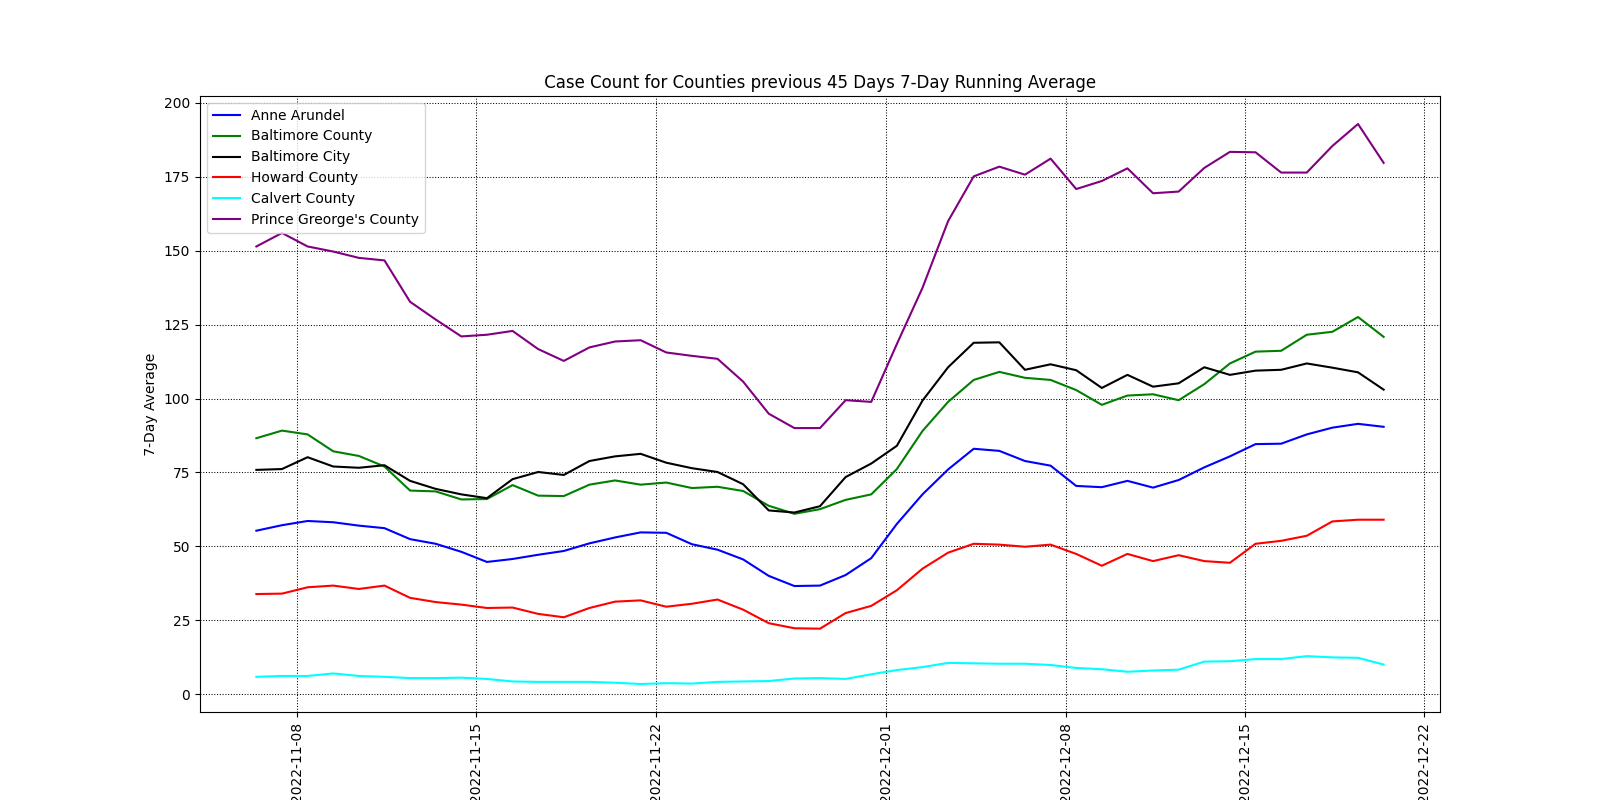 Case Count for Counties previous 45 Days 7-Day Running Average
200
175
150
125
100
75
50
25
0
7-Day Average
Anne Arundel
Baltimore County
Baltimore City
Howard County
Calvert County
Prince Greorge's County
2022-11-08
2022-11-15
2022-11-22
2022-12-01
2022-12-08
2022-12-15
2022-12-22